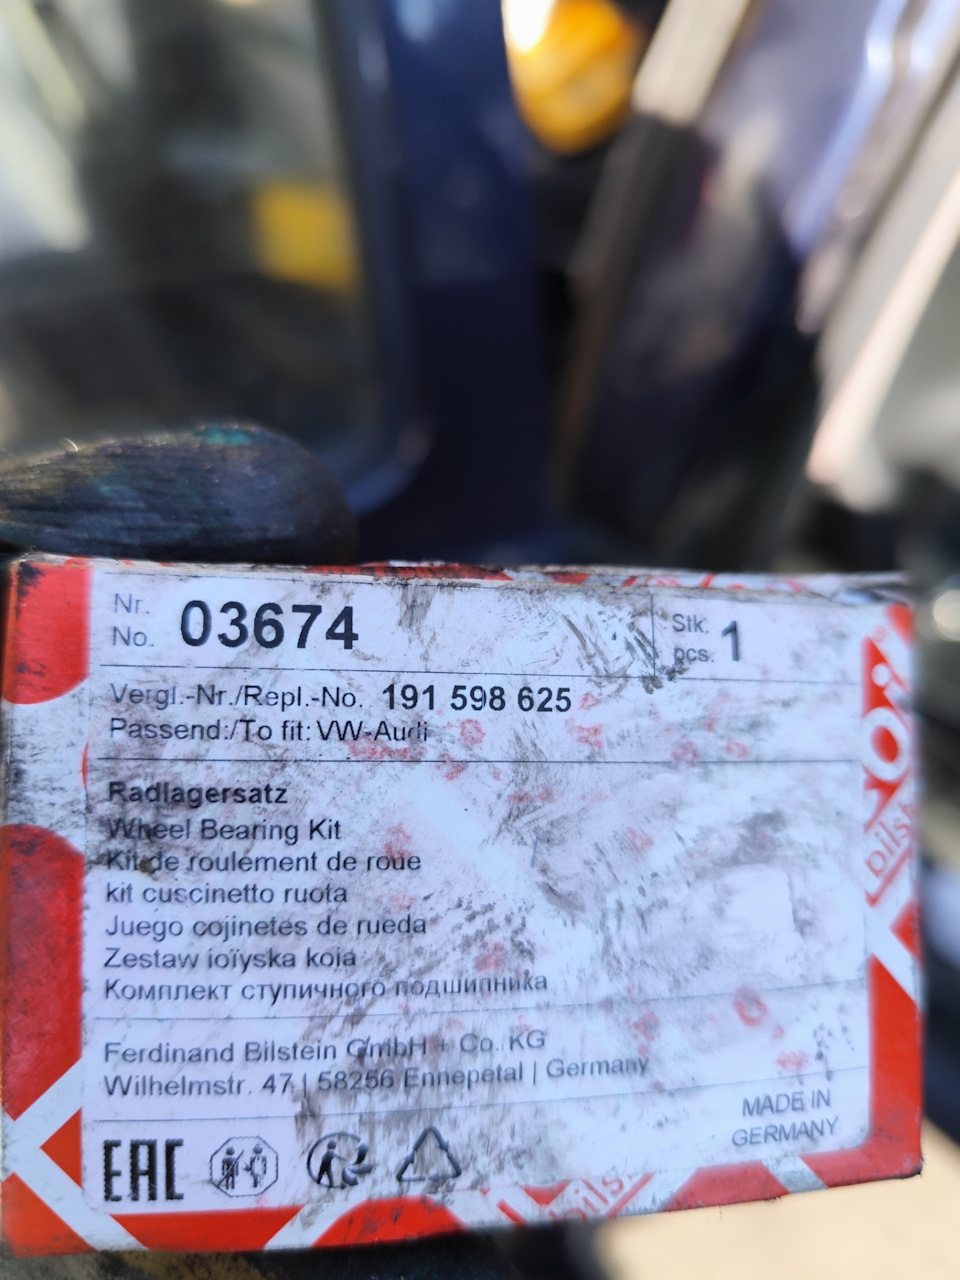 Nr.
No. 03674
Stk.
pcs. 1
Vergl.-Nr./Repl.-No. 191 598 625
Passend:/To fit: VW-Audi
Radlagersatz
Wheel Bearing Kit
Kit de roulement de roue
kit cuscinetto ruota
Juego cojinetes de rueda
Zestaw łożyska koła
Комплект ступичного подшипника
Ferdinand Bilstein GmbH + Co. KG
Wilhelmstr. 47 | 58256 Ennepetal | Germany
MADE IN
GERMANY
EAC